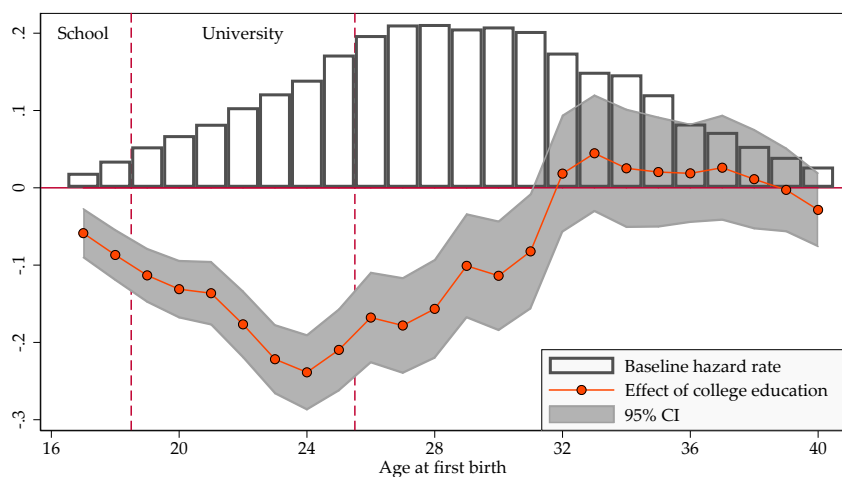 School
University
.2
.1
0
-.1
-.2
-.3
Baseline hazard rate
Effect of college education
95% CI
16 20 24 28 32 36 40
Age at first birth